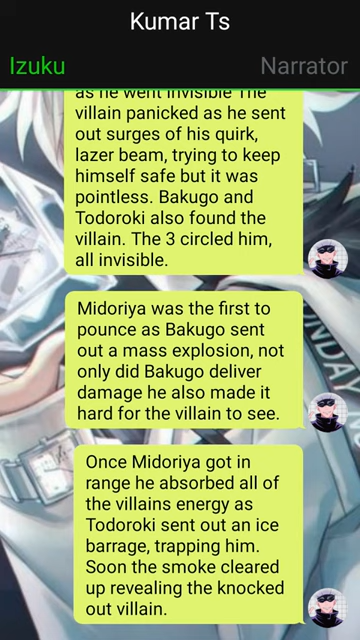 Kumar Ts
Izuku Narrator
as he went invisible The
villain panicked as he sent
out surges of his quirk,
lazer beam, trying to keep
himself safe but it was
pointless. Bakugo and
Todoroki also found the
villain. The 3 circled him,
all invisible.
Midoriya was the first to
pounce as Bakugo sent
out a mass explosion, not
only did Bakugo deliver
damage he also made it
hard for the villain to see.
Once Midoriya got in
range he absorbed all of
the villains energy as
Todoroki sent out an ice
barrage, trapping him.
Soon the smoke cleared
up revealing the knocked
out villain.